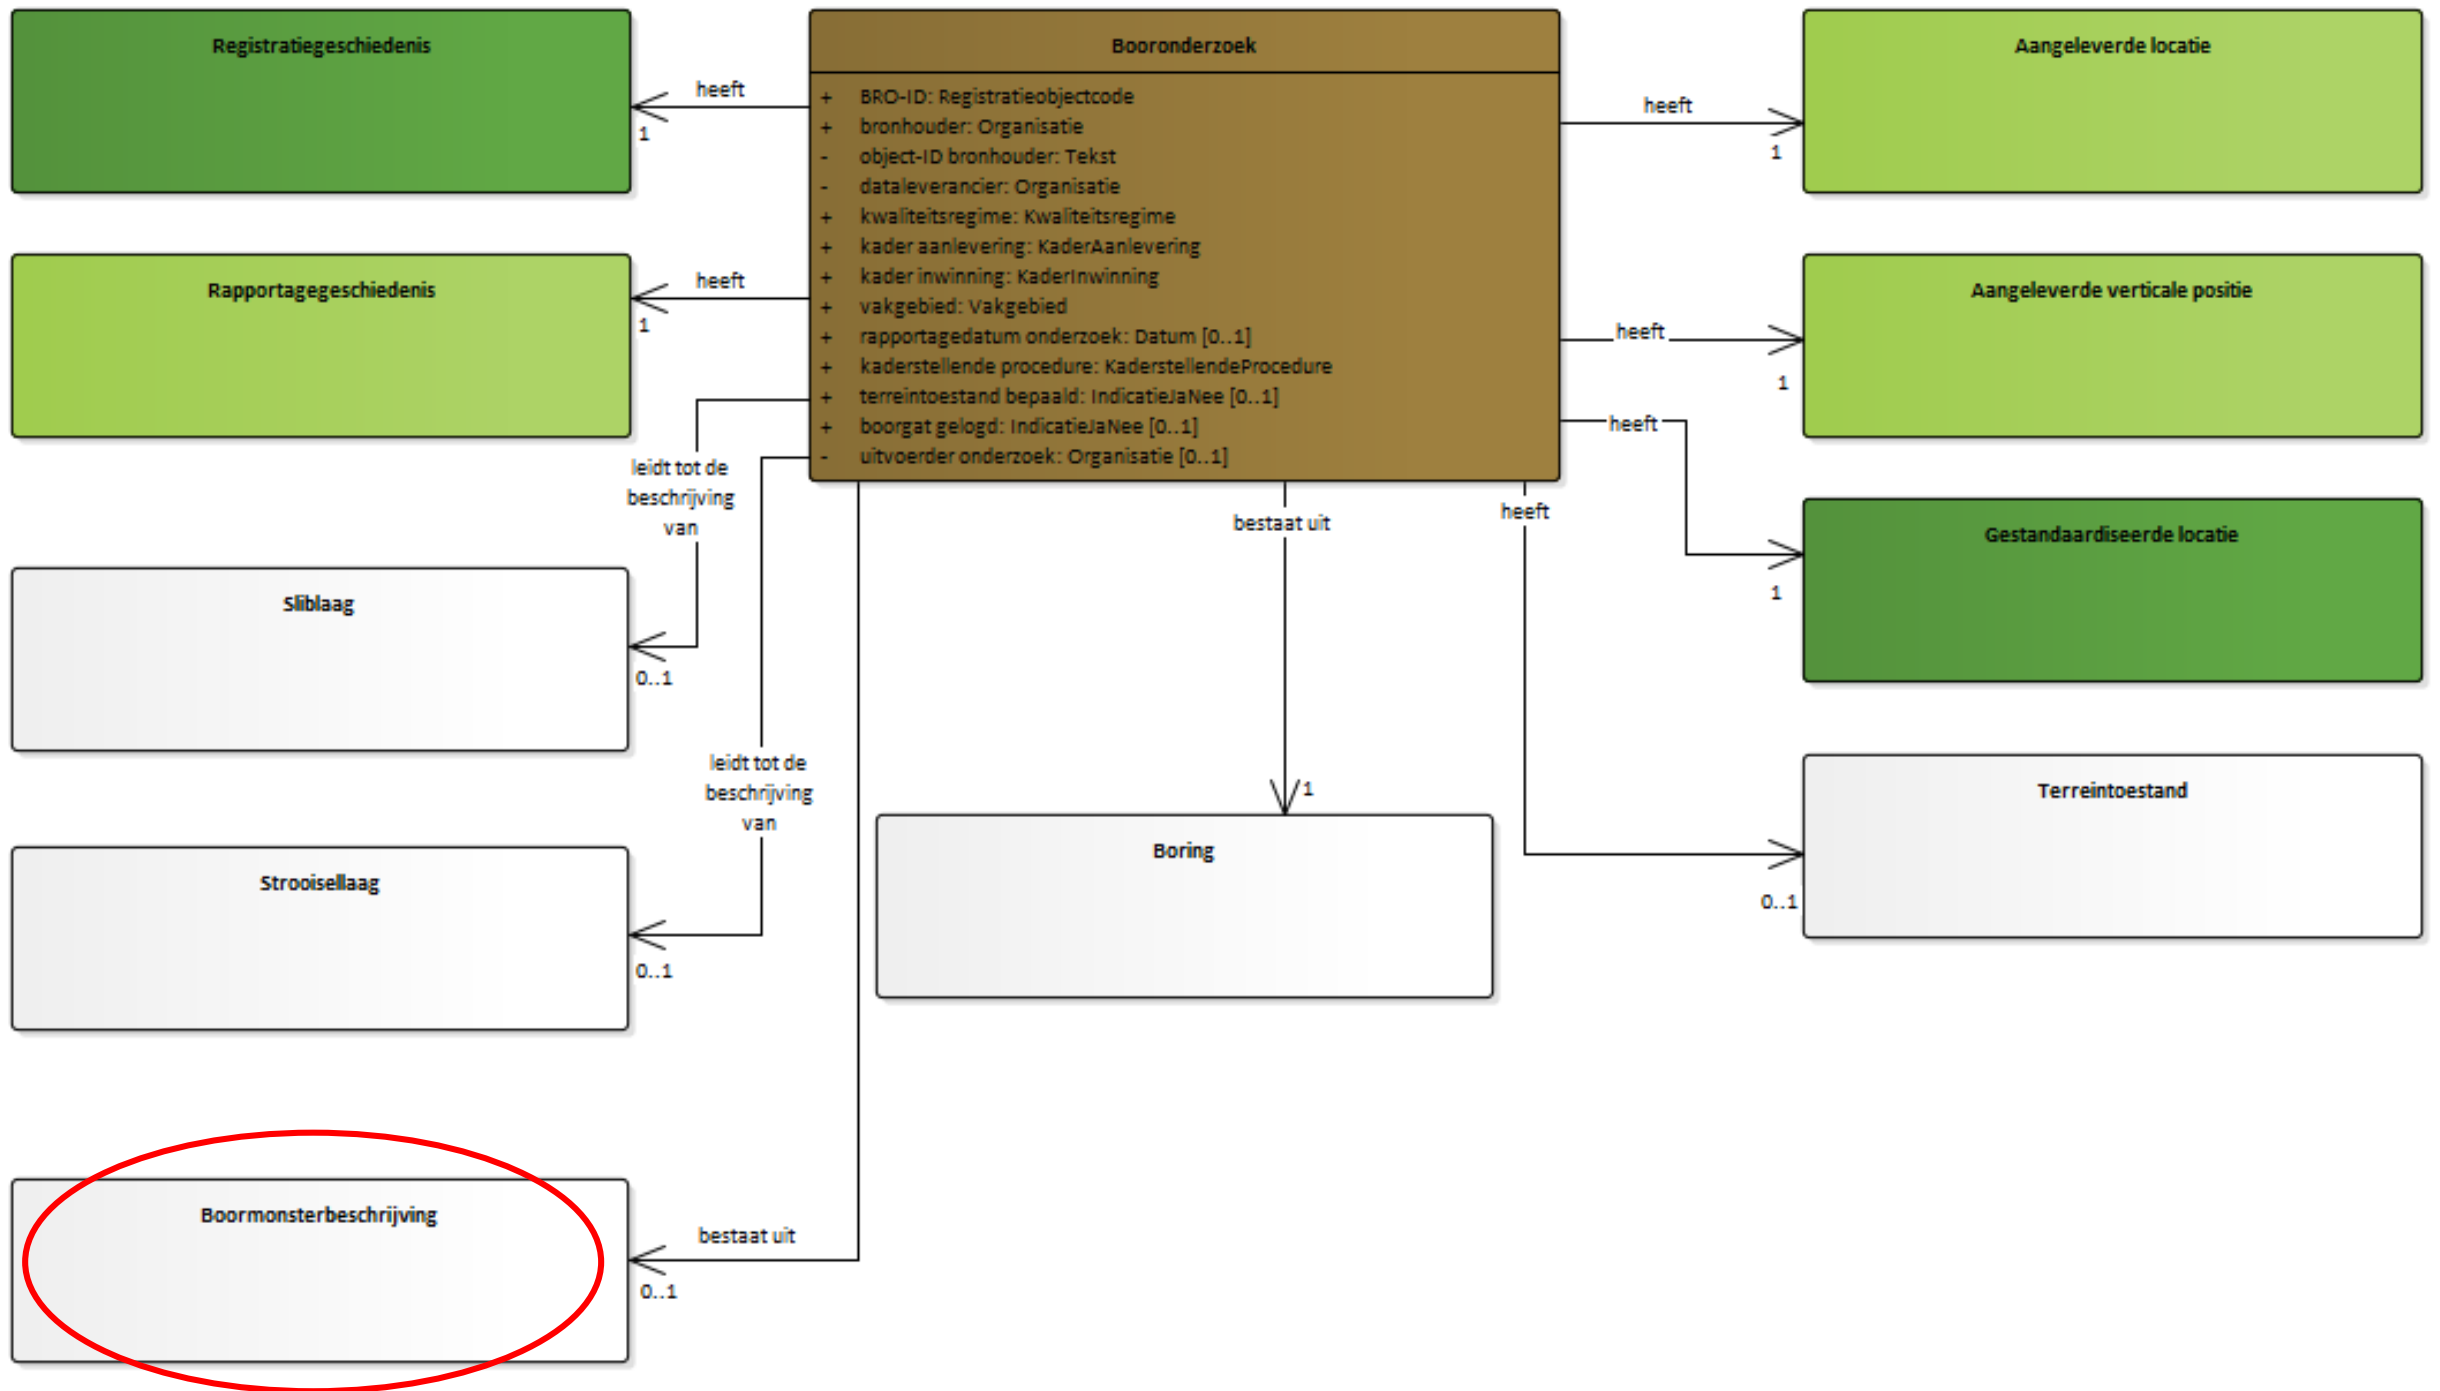 Registratiegeschiedenis
heeft
1
Booronderzoek
+ BRO-ID: Registratieobjectcode
+ bronhouder: Organisatie
- object-ID bronhouder: Tekst
- dataleverancier: Organisatie
+ kwaliteitsregime: Kwaliteitsregime
+ kader aanlevering: KaderAanlevering
+ kader inwinning: KaderInwinning
+ vakgebied: Vakgebied
+ rapportagedatum onderzoek: Datum [0..1]
+ kaderstellende procedure: KaderstellendeProcedure
+ terreintoestand bepaald: IndicatieJaNee [0..1]
+ boorgat gelogd: IndicatieJaNee [0..1]
- uitvoerder onderzoek: Organisatie [0..1]
heeft
1
Aangeleverde locatie
Rapportagegeschiedenis
heeft
1
heeft
1
Aangeleverde verticale positie
heeft
1
Gestandaardiseerde locatie
leidt tot de
beschrijving
van
0..1
Sliblaag
leidt tot de
beschrijving
van
0..1
Strooisellaag
bestaat uit
1
Boring
heeft
0..1
Terreintoestand
Boormonsterbeschrijving
bestaat uit
0..1